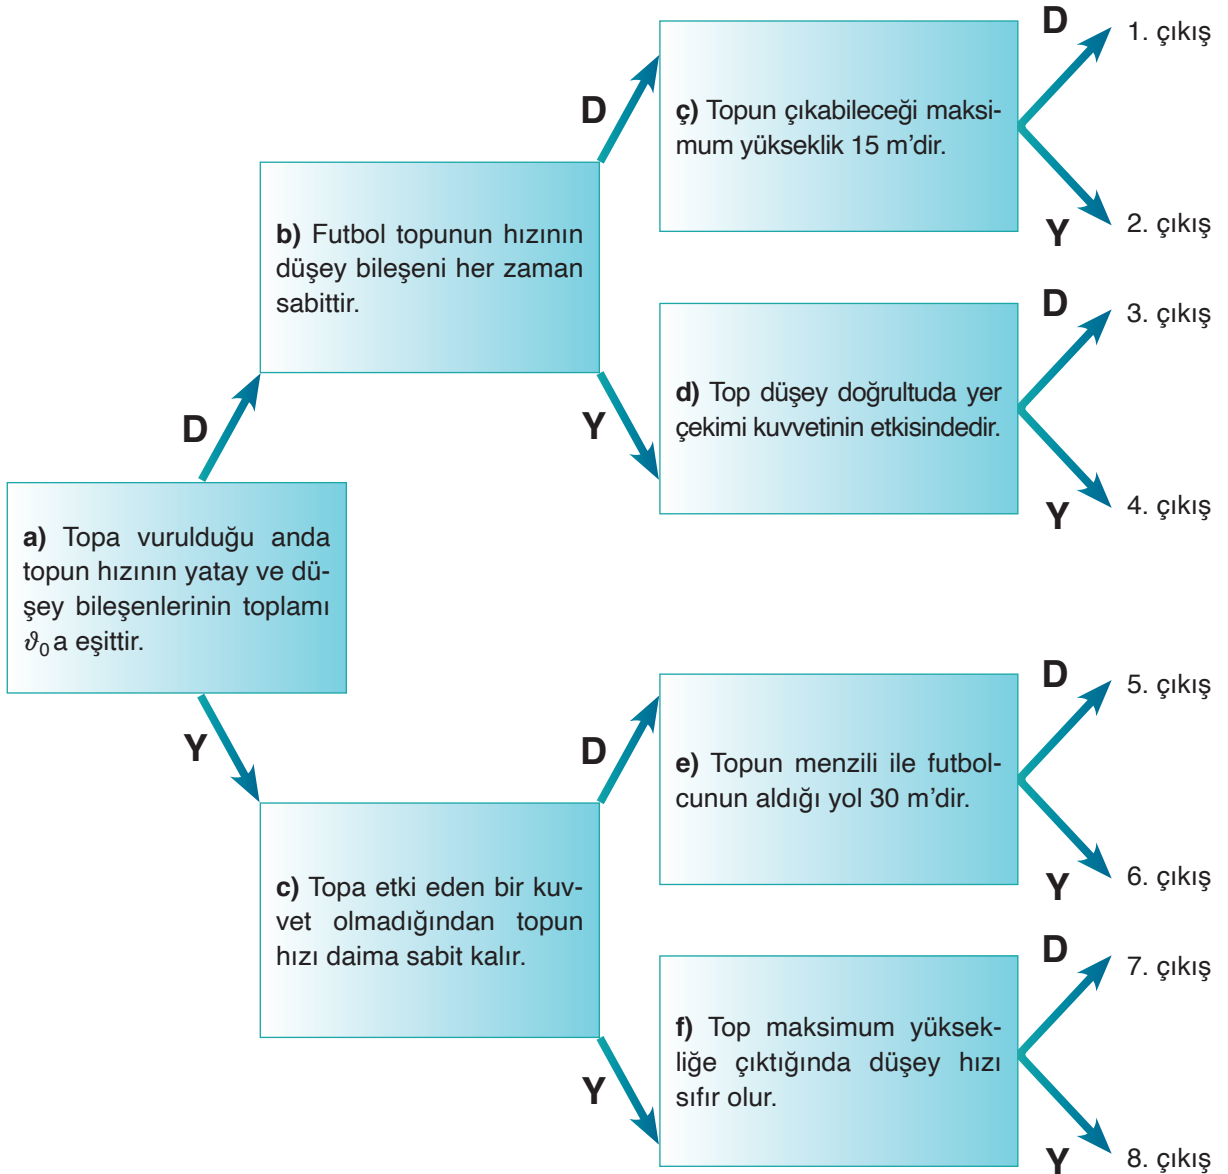 a) Topa vurulduğu anda
topun hızının yatay ve dü-
şey bileşenlerinin toplamı
ϑ₀ a eşittir.
D
Y
b) Futbol topunun hızının
düşey bileşeni her zaman
sabittir.
D
Y
c) Topa etki eden bir kuv-
vet olmadığından topun
hızı daima sabit kalır.
D
Y
ç) Topun çıkabileceği maksi-
mum yükseklik 15 m’dir.
D
1. çıkış
Y
2. çıkış
d) Top düşey doğrultuda yer
çekimi kuvvetinin etkisindedir.
D
3. çıkış
Y
4. çıkış
e) Topun menzili ile futbol-
cunun aldığı yol 30 m’dir.
D
5. çıkış
Y
6. çıkış
f) Top maksimum yüksek-
liğe çıktığında düşey hızı
sıfır olur.
D
7. çıkış
Y
8. çıkış